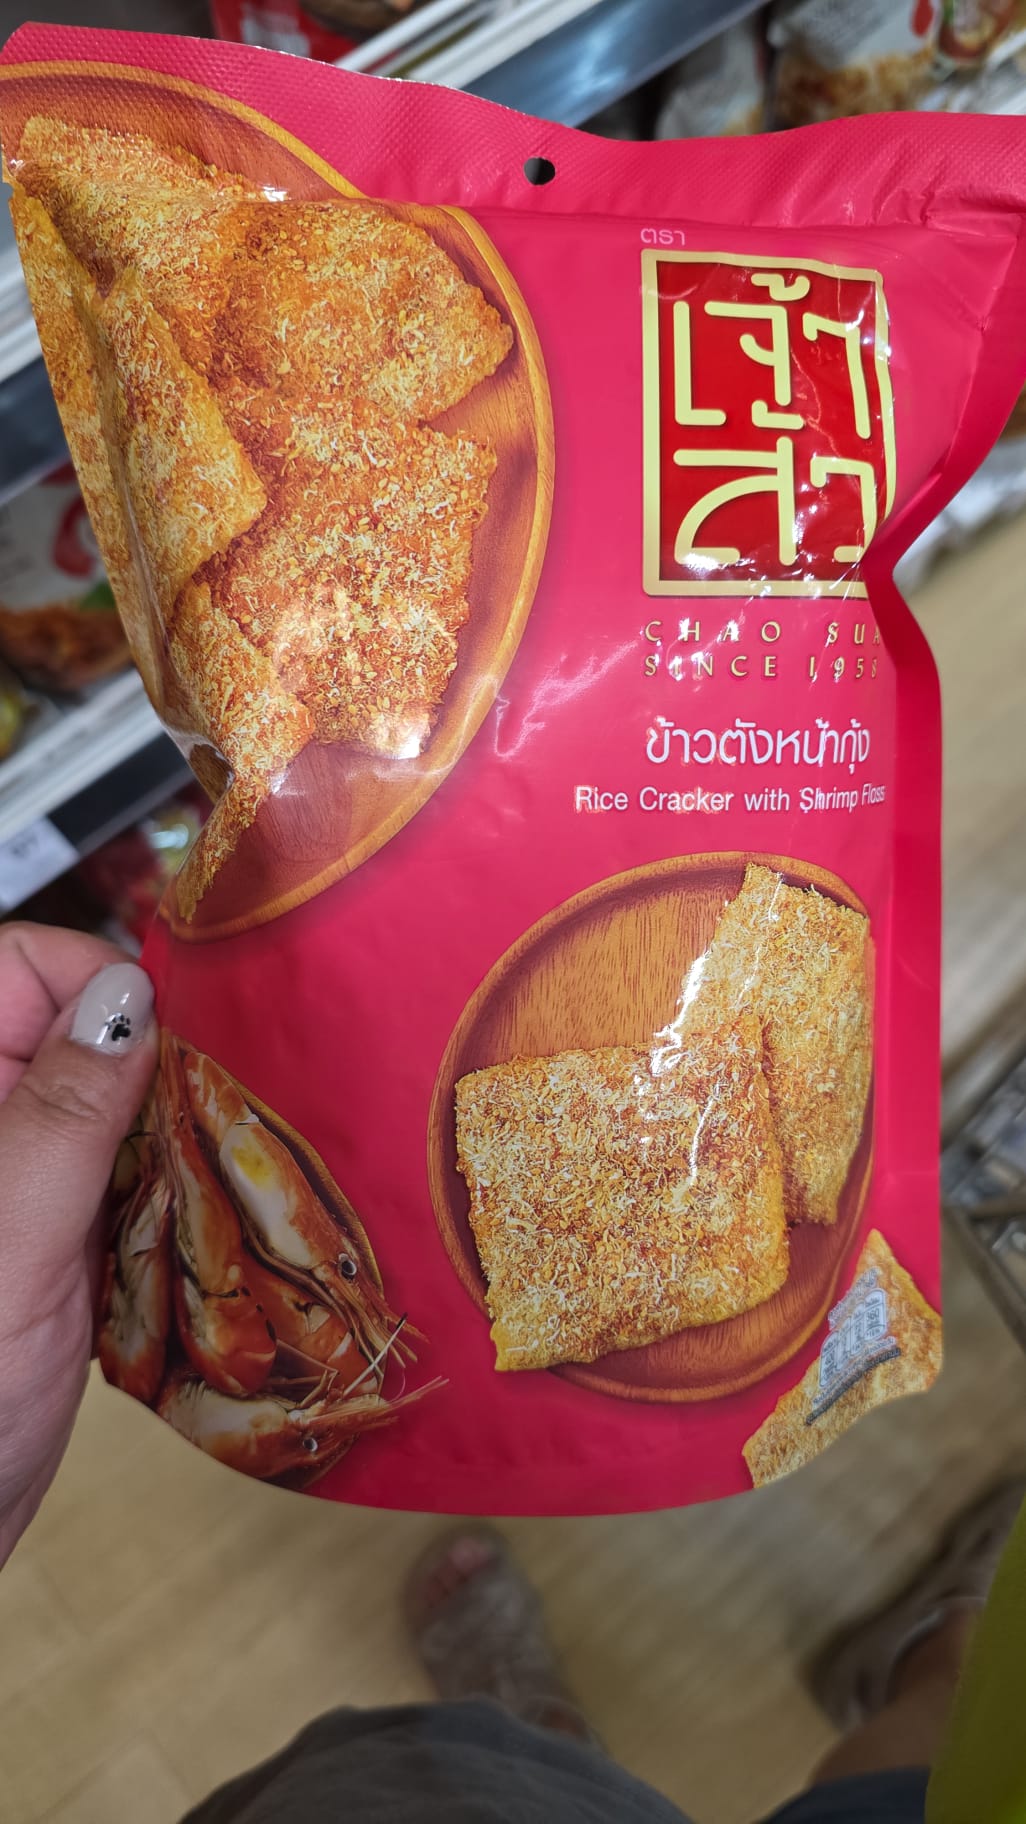 ตรา
เจ้า
สัว
CHAO SUA
SINCE 1958
ข้าวตังหน้ากุ้ง
Rice Cracker with Shrimp Floss